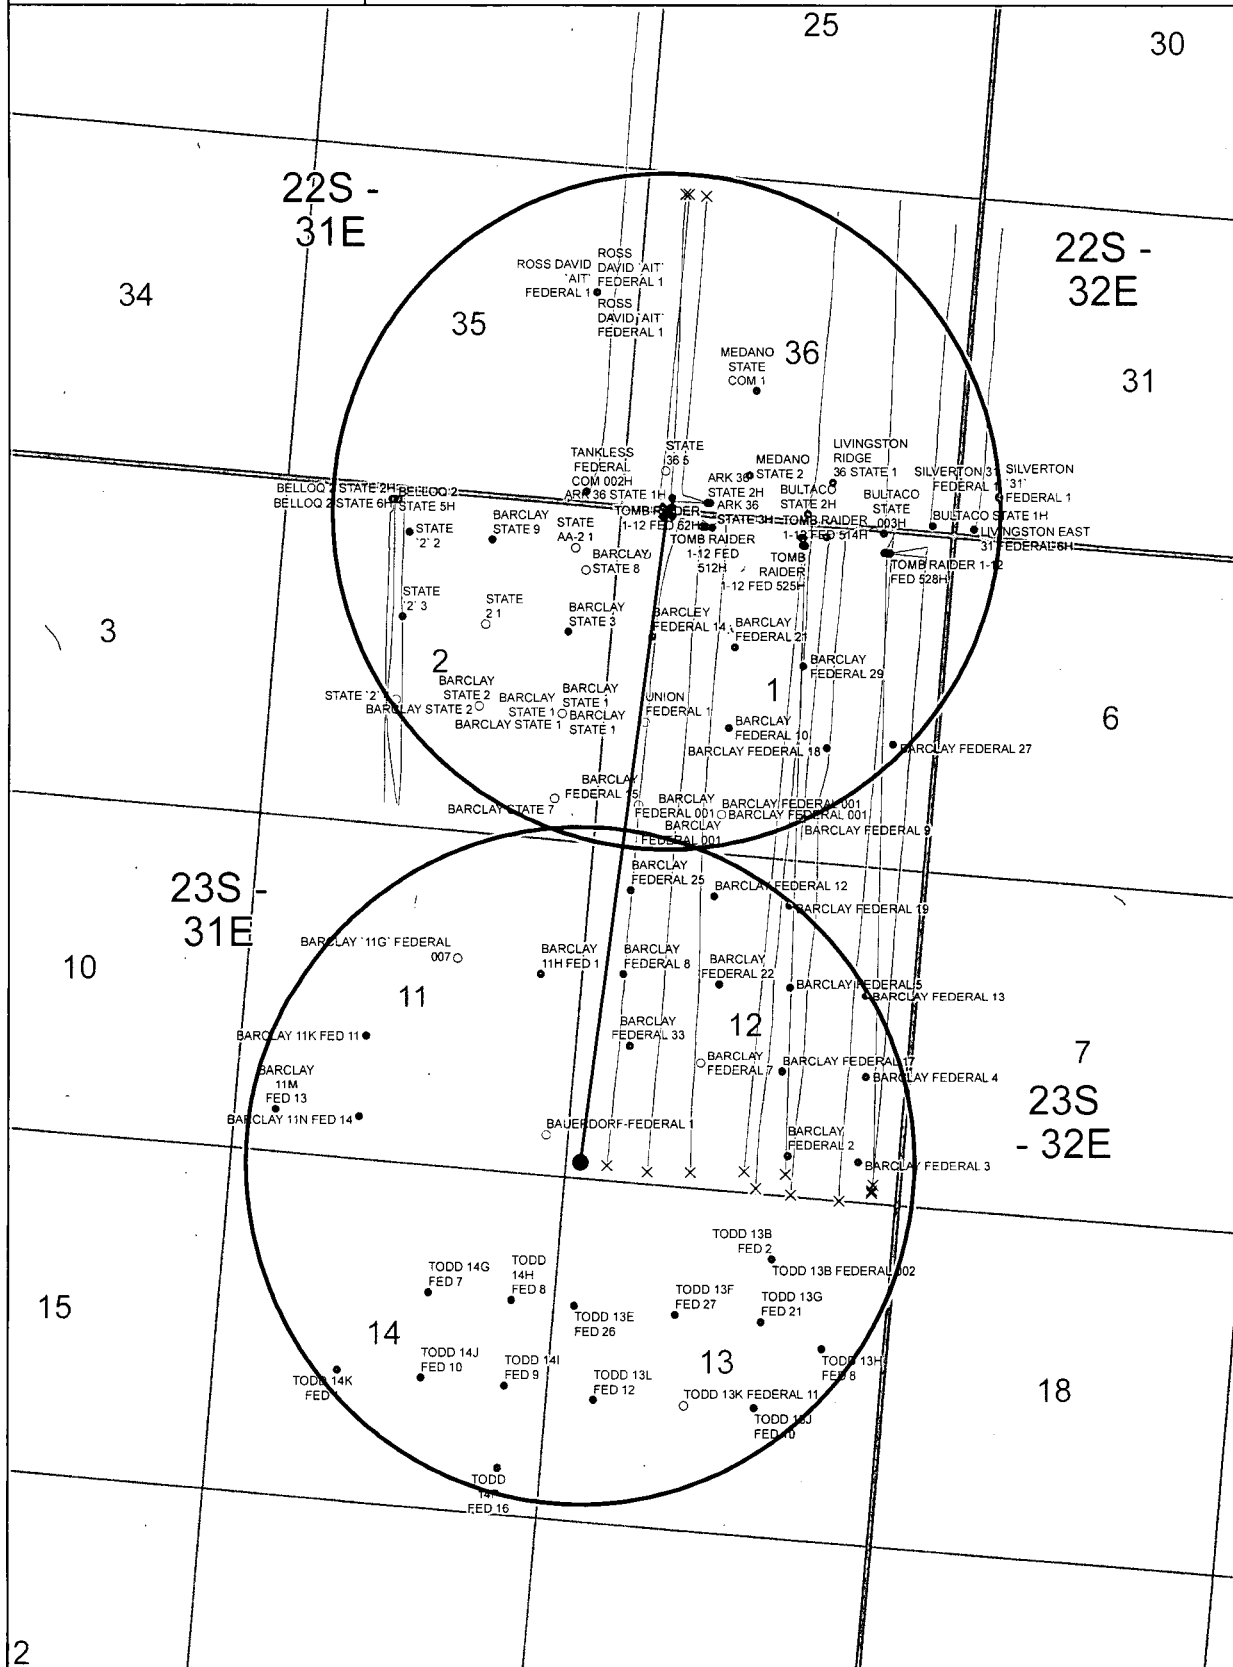 25
30
22S -
31E
22S -
32E
34
35
36
31
ROSS DAVID
'AIT'
FEDERAL 1
ROSS
DAVID 'AIT'
FEDERAL 1
ROSS
DAVID 'AIT'
FEDERAL 1
MEDANO
STATE
COM 1
TANKLESS
FEDERAL
COM 002H
STATE
36 5
MEDANO
STATE 2
LIVINGSTON
RIDGE
36 STATE 1
SILVERTON 31
FEDERAL 1
SILVERTON
'31'
FEDERAL 1
BELLOQ 2 STATE 2H
BELLOQ 2 STATE 6H
BELLOQ 2
STATE 5H
ARK 36 STATE 1H
ARK 36
STATE 2H
ARK 36
STATE 3H
BULTACO
STATE 2H
BULTACO
STATE
003H
BULTACO STATE 1H
LIVINGSTON EAST
31 FEDERAL 6H
STATE
'2' 2
BARCLAY
STATE 9
STATE
AA-2 1
BARCLAY
STATE 8
TOMB RAIDER
1-12 FED 62H
TOMB RAIDER
1-12 FED
512H
TOMB RAIDER
1-12 FED 514H
TOMB
RAIDER
1-12 FED 525H
TOMB RAIDER 1-12
FED 528H
3
STATE
'2' 3
STATE
2 1
BARCLAY
STATE 3
BARCLEY
FEDERAL 14
BARCLAY
FEDERAL 21
BARCLAY
FEDERAL 29
2
1
6
STATE '2' 4
BARCLAY
STATE 2
BARCLAY STATE 2
BARCLAY
STATE 1
BARCLAY STATE 1
BARCLAY
STATE 1
BARCLAY
STATE 1
UNION
FEDERAL 1
BARCLAY
FEDERAL 10
BARCLAY FEDERAL 18
BARCLAY FEDERAL 27
BARCLAY STATE 7
BARCLAY
FEDERAL 15
BARCLAY
FEDERAL 001
BARCLAY
FEDERAL 001
BARCLAY FEDERAL 001
BARCLAY FEDERAL 001
BARCLAY FEDERAL 9
23S -
31E
BARCLAY
FEDERAL 25
BARCLAY FEDERAL 12
BARCLAY FEDERAL 19
10
11
BARCLAY '11G' FEDERAL
007
BARCLAY
11H FED 1
BARCLAY
FEDERAL 8
BARCLAY
FEDERAL 22
BARCLAY FEDERAL 5
BARCLAY FEDERAL 13
BARCLAY 11K FED 11
BARCLAY
FEDERAL 33
12
7
BARCLAY
FEDERAL 7
BARCLAY FEDERAL 17
BARCLAY FEDERAL 4
BARCLAY
11M
FED 13
BARCLAY 11N FED 14
BAUERDORF-FEDERAL 1
BARCLAY
FEDERAL 2
BARCLAY FEDERAL 3
23S
- 32E
TODD 13B
FED 2
TODD 13B FEDERAL 002
TODD 14G
FED 7
TODD
14H
FED 8
TODD 13E
FED 26
TODD 13F
FED 27
TODD 13G
FED 21
15
14
13
18
TODD 14K
FED
TODD 14J
FED 10
TODD 14I
FED 9
TODD 13L
FED 12
TODD 13K FEDERAL 11
TODD 13H
FED 8
TODD 13J
FED 10
TODD
14P
FED 16
2